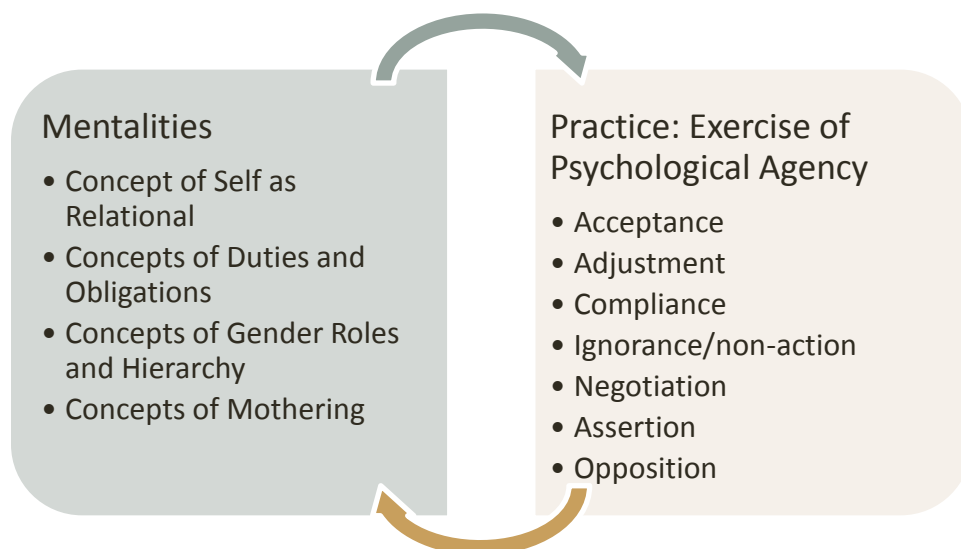 Mentalities
• Concept of Self as
Relational
• Concepts of Duties and
Obligations
• Concepts of Gender Roles
and Hierarchy
• Concepts of Mothering
Practice: Exercise of
Psychological Agency
• Acceptance
• Adjustment
• Compliance
• Ignorance/non-action
• Negotiation
• Assertion
• Opposition